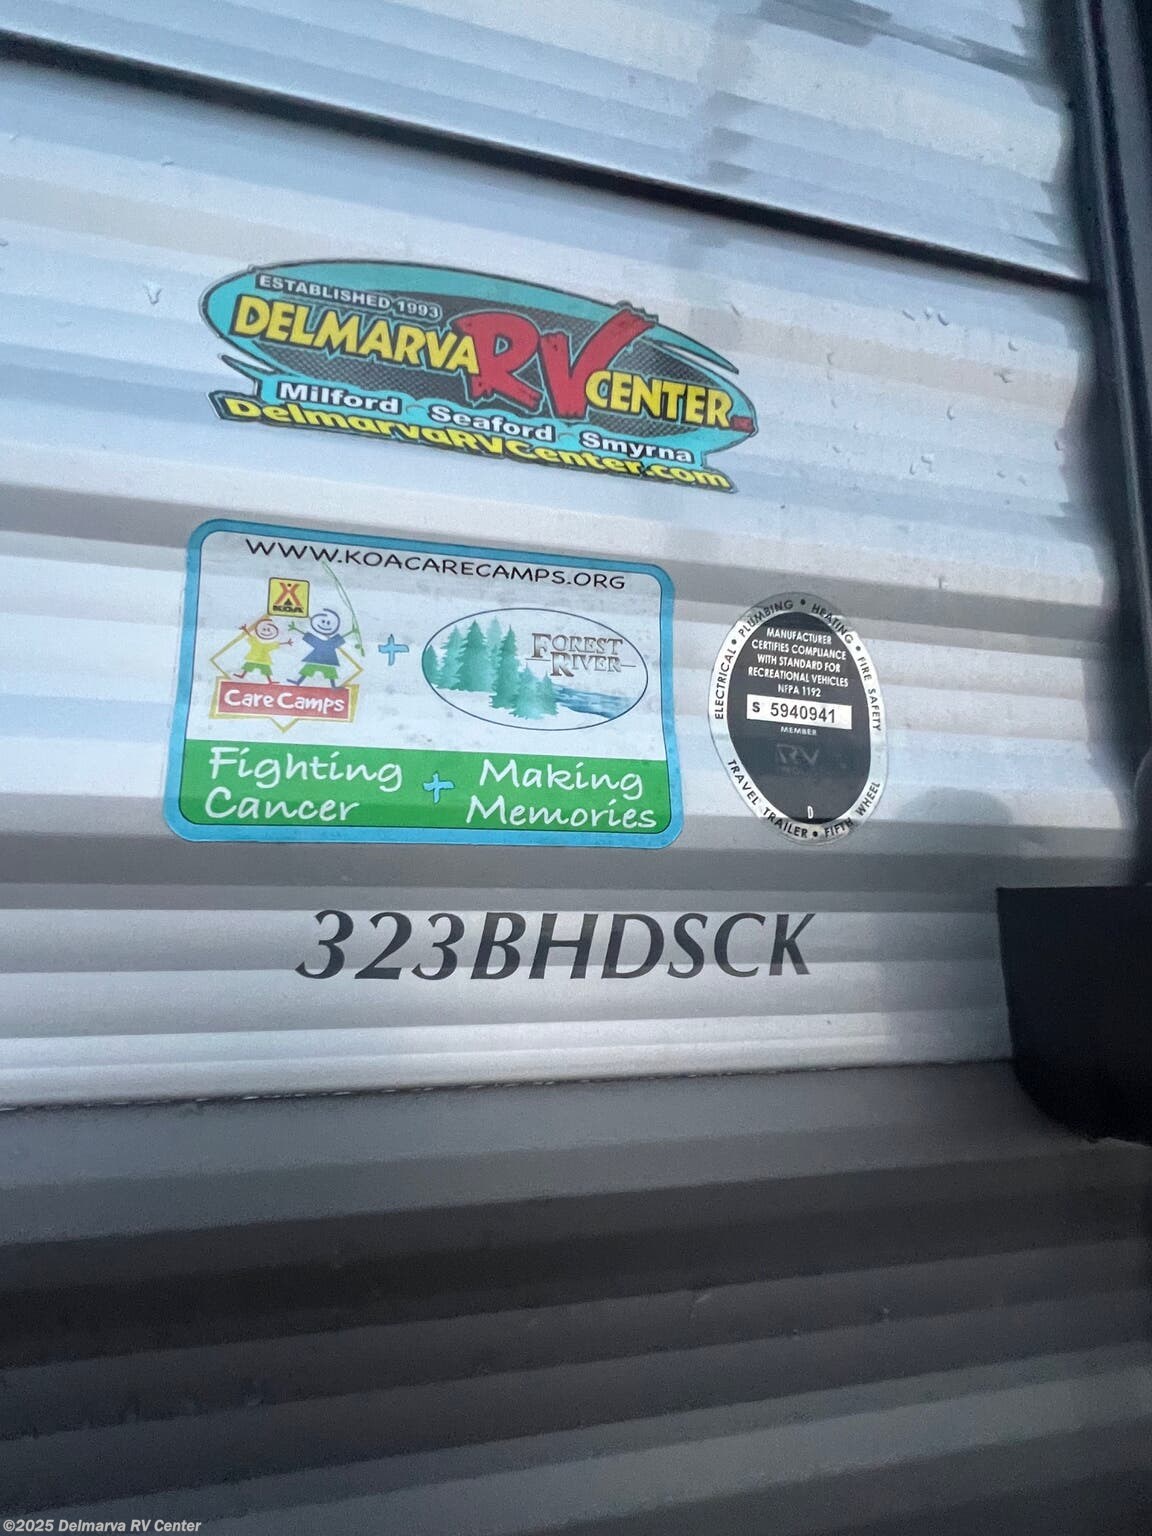 ESTABLISHED 1993
DELMARVA RV CENTER INC
Milford Seaford Smyrna
DelmarvaRVCenter.com
WWW.KOACARECAMPS.ORG
KOA
Care Camps
+
FOREST
RIVER
Fighting + Making
Cancer Memories
ELECTRICAL • PLUMBING • HEATING • FIRE SAFETY
MANUFACTURER
CERTIFIES COMPLIANCE
WITH STANDARD FOR
RECREATIONAL VEHICLES
NFPA 1192
S 5940941
MEMBER
RV
D
TRAVEL TRAILER • FIFTH WHEEL
323BHDSCK
©2025 Delmarva RV Center